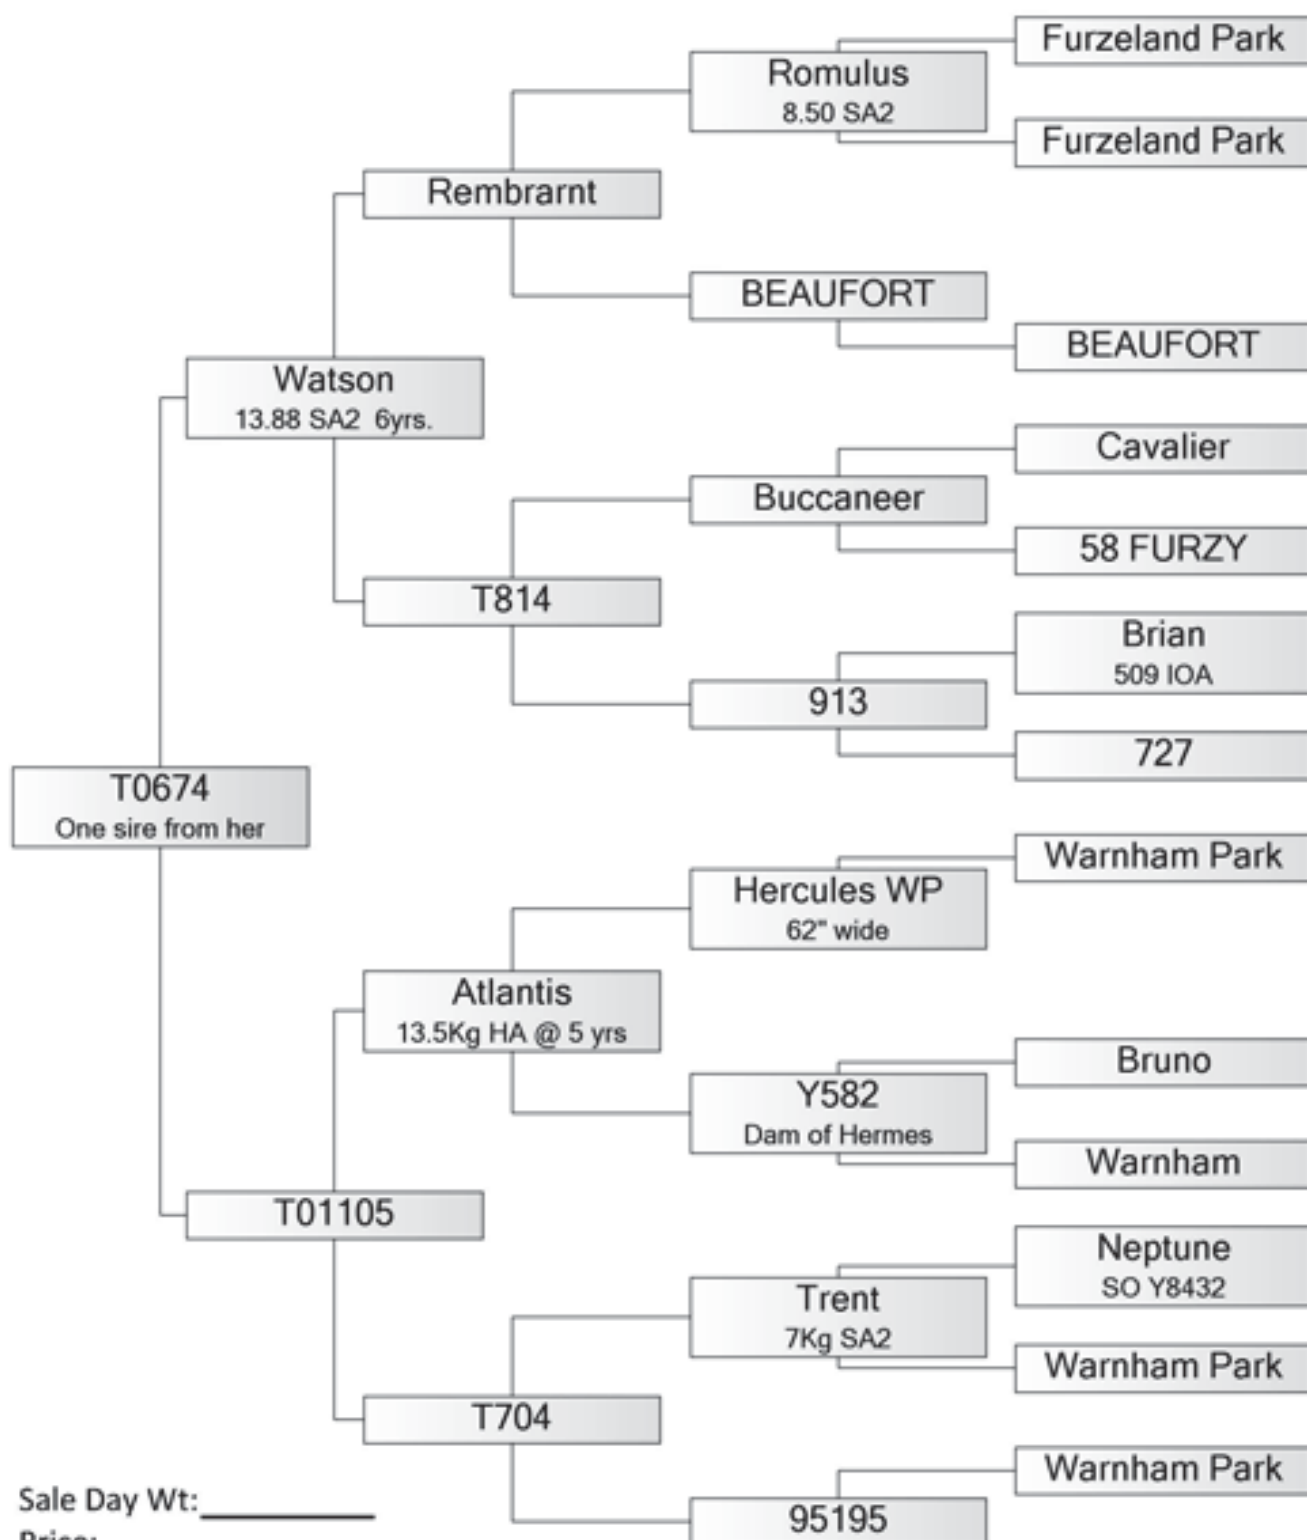 Furzeland Park
Romulus
8.50 SA2
Furzeland Park
Rembrarnt
BEAUFORT
BEAUFORT
Watson
13.88 SA2 6yrs.
Cavalier
Buccaneer
58 FURZY
T814
Brian
509 IOA
913
727
T0674
One sire from her
Warnham Park
Hercules WP
62" wide
Atlantis
13.5Kg HA @ 5 yrs
Bruno
Y582
Dam of Hermes
Warnham
T01105
Neptune
SO Y8432
Trent
7Kg SA2
Warnham Park
T704
Warnham Park
95195
Sale Day Wt:
Price: